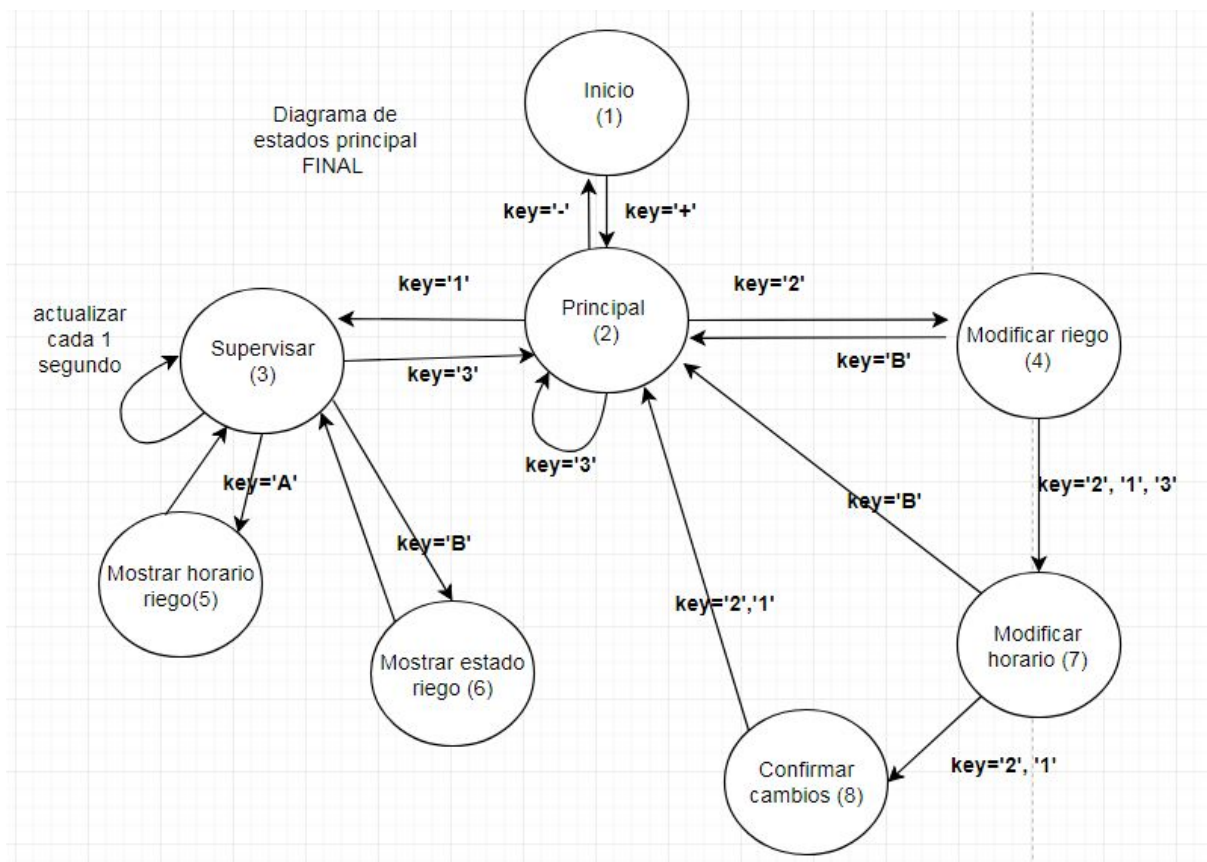 Inicio
(1)
Diagrama de
estados principal
FINAL
key='-'
key='+'
key='1'
key='2'
actualizar
cada 1
segundo
Supervisar
(3)
Principal
(2)
Modificar riego
(4)
key='3'
key='B'
key='3'
key='A'
key='2', '1', '3'
key='B'
key='B'
Mostrar horario
riego(5)
key='2','1'
Modificar
horario (7)
Mostrar estado
riego (6)
Confirmar
cambios (8)
key='2', '1'